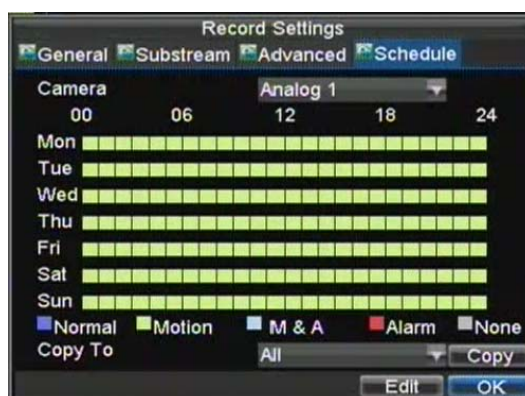 Record Settings
General Substream Advanced Schedule
Camera Analog 1
00 06 12 18 24
Mon
Tue
Wed
Thu
Fri
Sat
Sun
Normal Motion M & A Alarm None
Copy To All Copy
Edit OK